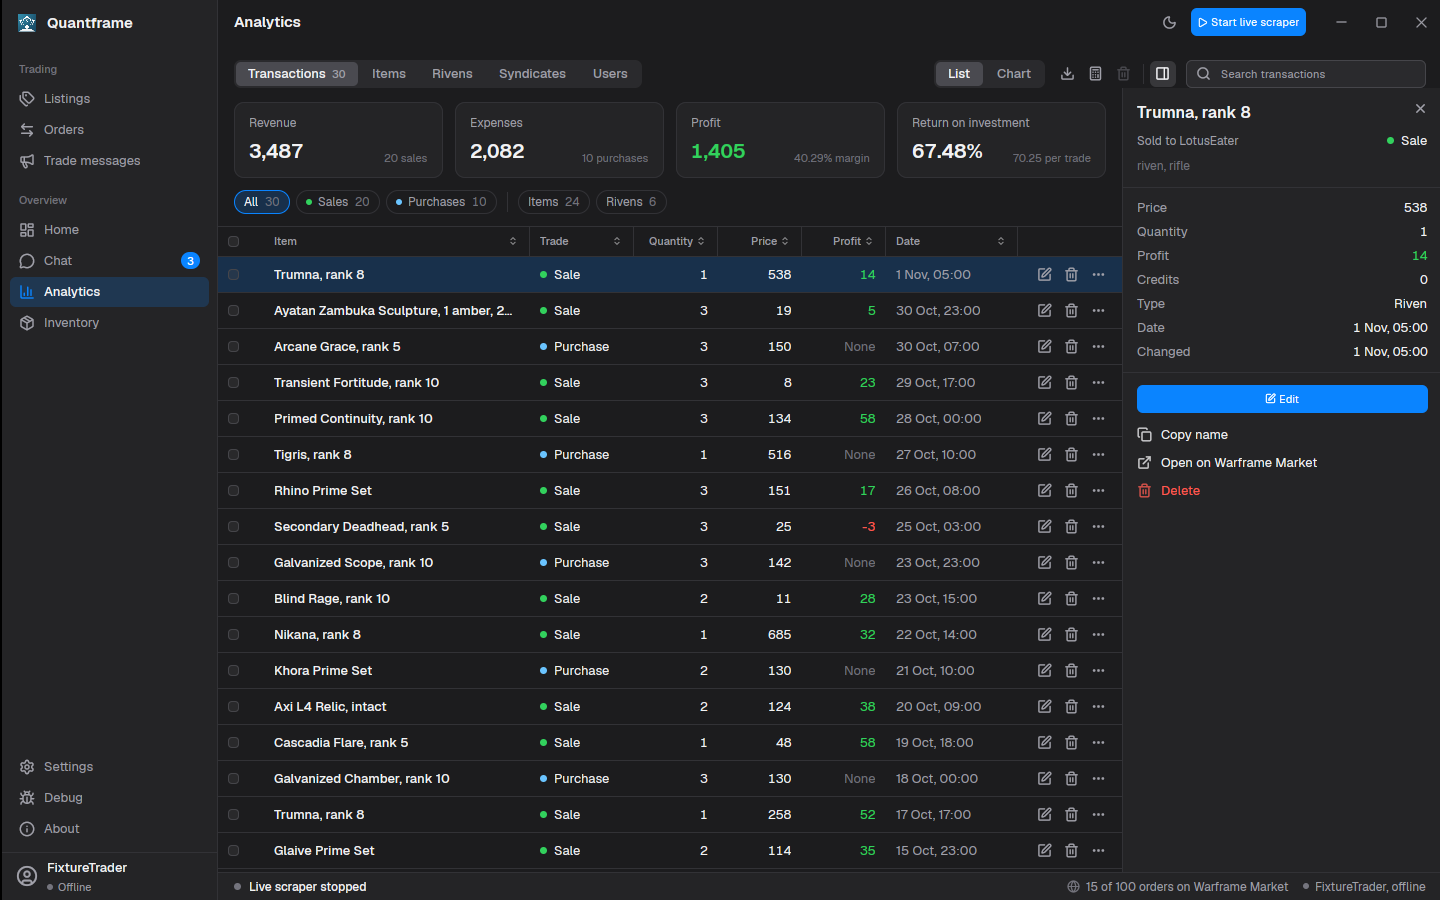 Quantframe
Analytics
Start live scraper
Trading
Listings
Orders
Trade messages
Overview
Home
Chat 3
Analytics
Inventory
Settings
Debug
About
FixtureTrader
Offline
Transactions 30 Items Rivens Syndicates Users
List Chart
Search transactions
Revenue
3,487 20 sales
Expenses
2,082 10 purchases
Profit
1,405 40.29% margin
Return on investment
67.48% 70.25 per trade
All 30 Sales 20 Purchases 10 Items 24 Rivens 6
Item Trade Quantity Price Profit Date
Trumna, rank 8 Sale 1 538 14 1 Nov, 05:00
Ayatan Zambuka Sculpture, 1 amber, 2... Sale 3 19 5 30 Oct, 23:00
Arcane Grace, rank 5 Purchase 3 150 None 30 Oct, 07:00
Transient Fortitude, rank 10 Sale 3 8 23 29 Oct, 17:00
Primed Continuity, rank 10 Sale 3 134 58 28 Oct, 00:00
Tigris, rank 8 Purchase 1 516 None 27 Oct, 10:00
Rhino Prime Set Sale 3 151 17 26 Oct, 08:00
Secondary Deadhead, rank 5 Sale 3 25 -3 25 Oct, 03:00
Galvanized Scope, rank 10 Purchase 3 142 None 23 Oct, 23:00
Blind Rage, rank 10 Sale 2 11 28 23 Oct, 15:00
Nikana, rank 8 Sale 1 685 32 22 Oct, 14:00
Khora Prime Set Purchase 2 130 None 21 Oct, 10:00
Axi L4 Relic, intact Sale 2 124 38 20 Oct, 09:00
Cascadia Flare, rank 5 Sale 1 48 58 19 Oct, 18:00
Galvanized Chamber, rank 10 Purchase 3 130 None 18 Oct, 00:00
Trumna, rank 8 Sale 1 258 52 17 Oct, 17:00
Glaive Prime Set Sale 2 114 35 15 Oct, 23:00
Trumna, rank 8
Sold to LotusEater Sale
riven, rifle
Price 538
Quantity 1
Profit 14
Credits 0
Type Riven
Date 1 Nov, 05:00
Changed 1 Nov, 05:00
Edit
Copy name
Open on Warframe Market
Delete
Live scraper stopped
15 of 100 orders on Warframe Market
FixtureTrader, offline